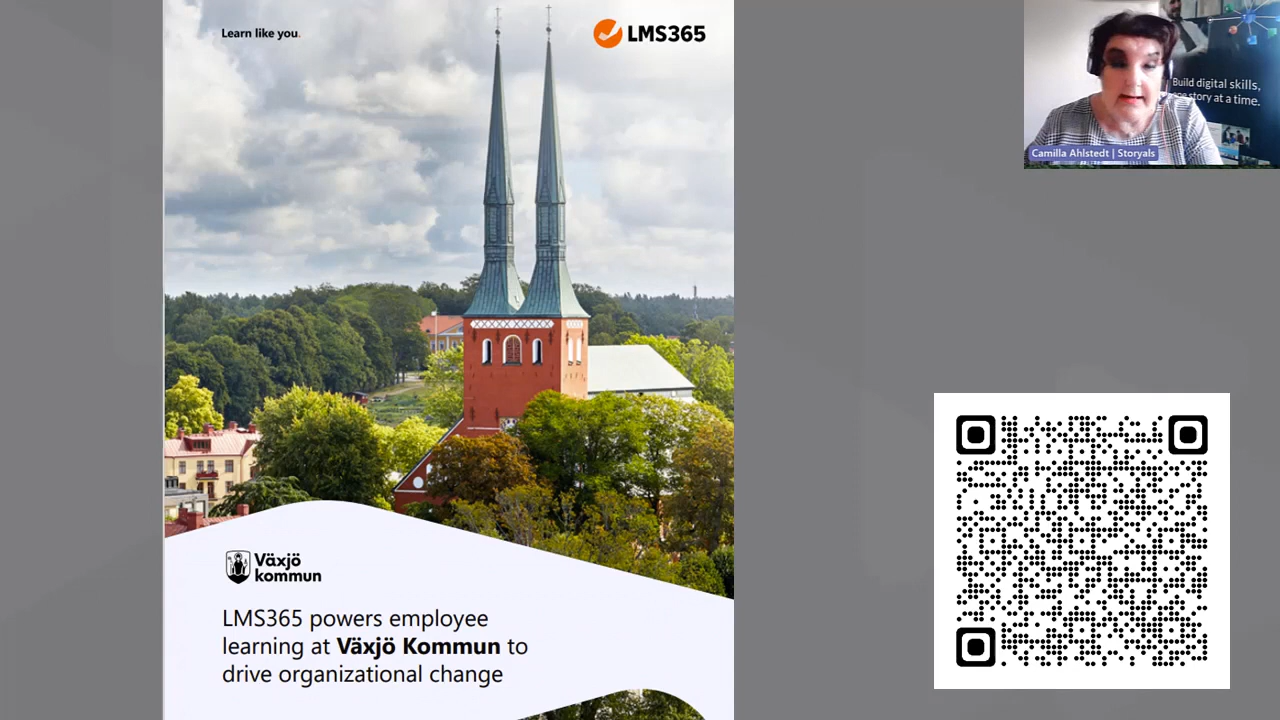 Learn like you.
LMS365
Build digital skills,
one story at a time.
Camilla Ahlstedt | Storyals
Växjö
kommun
LMS365 powers employee
learning at Växjö Kommun to
drive organizational change